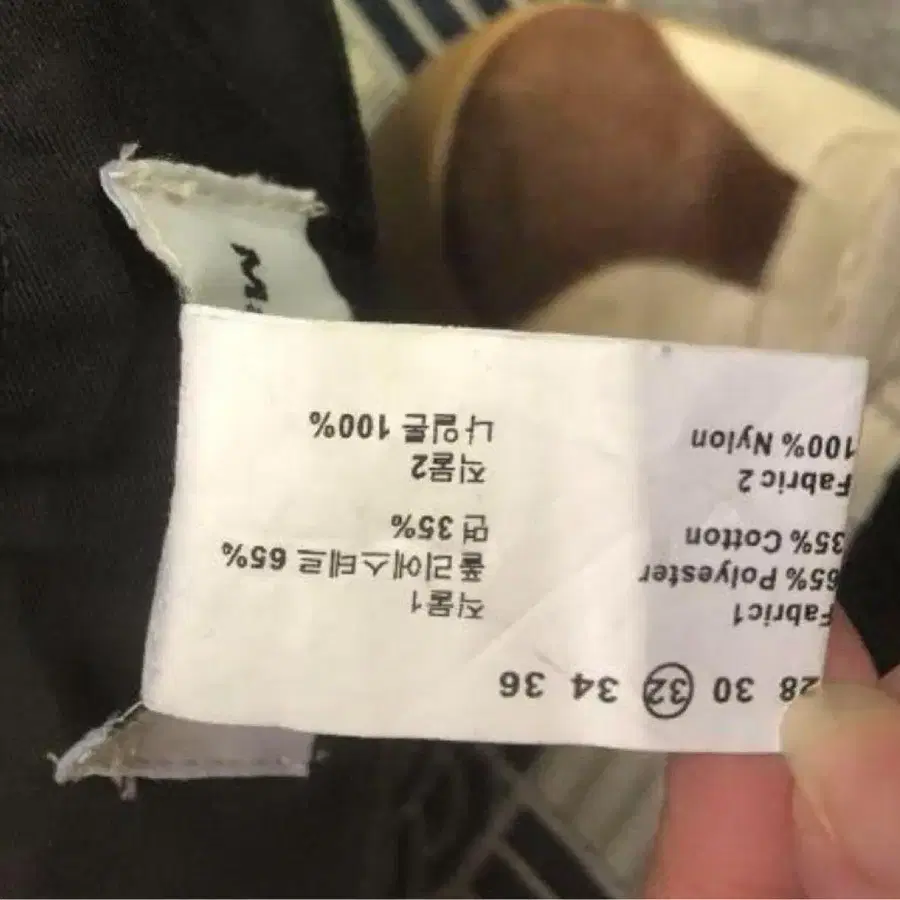 28 30 32 34 36
Fabric1
65% Polyester
35% Cotton
Fabric 2
100% Nylon
직물1
폴리에스테르 65%
면 35%
직물2
나일론 100%